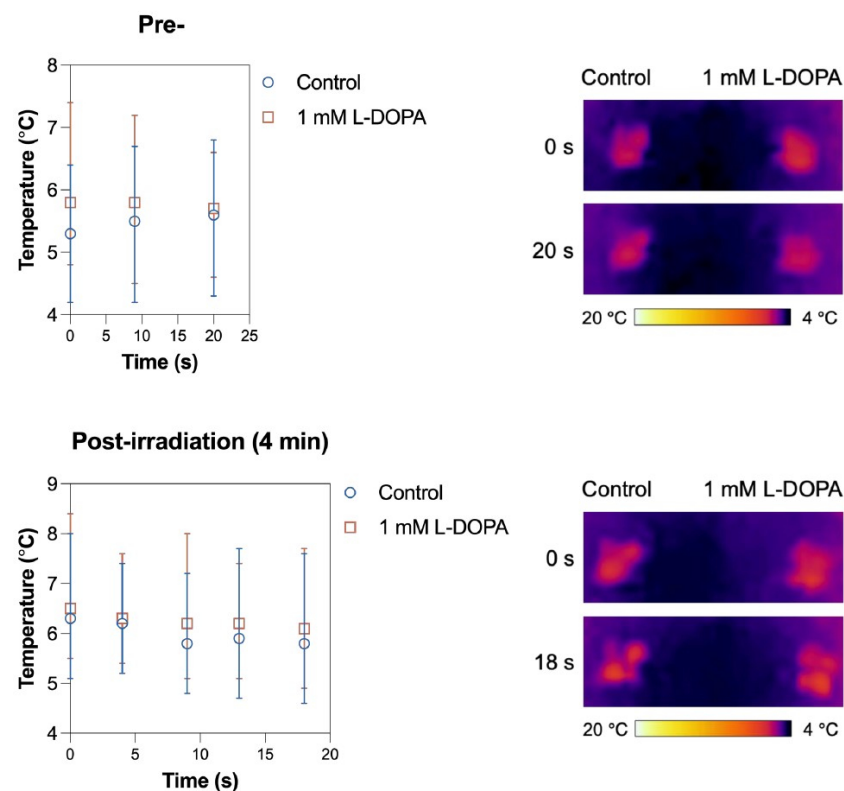 Pre-
8
7
6
5
4
Temperature (°C)
0 5 10 15 20 25
Time (s)
Control
1 mM L-DOPA
Control 1 mM L-DOPA
0 s
20 s
20 °C 4 °C
Post-irradiation (4 min)
9
8
7
6
5
4
Temperature (°C)
0 5 10 15 20
Time (s)
Control
1 mM L-DOPA
Control 1 mM L-DOPA
0 s
18 s
20 °C 4 °C